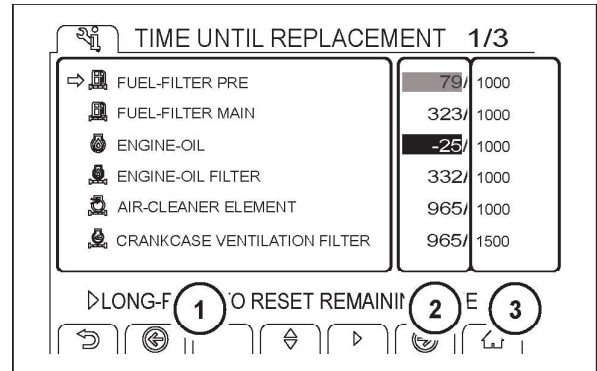 TIME UNTIL REPLACEMENT 1/3
FUEL-FILTER PRE 79/ 1000
FUEL-FILTER MAIN 323/ 1000
ENGINE-OIL -25/ 1000
ENGINE-OIL FILTER 332/ 1000
AIR-CLEANER ELEMENT 965/ 1000
CRANKCASE VENTILATION FILTER 965/ 1500
RESET
1 2 3